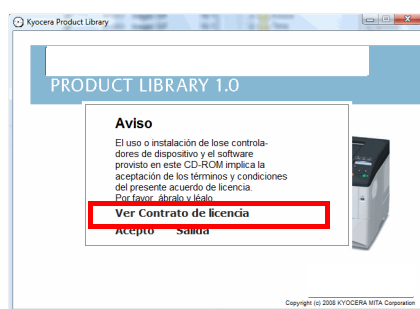 Kyocera Product Library
PRODUCT LIBRARY 1.0
Aviso
El uso o instalación de lose controla-
dores de dispositivo y el software
provisto en este CD-ROM implica la
aceptación de los términos y condiciones
del presente acuerdo de licencia.
Por favor, ábralo y léalo.
Ver Contrato de licencia
Acepto Salida
Copyright (c) 2008 KYOCERA MITA Corporation